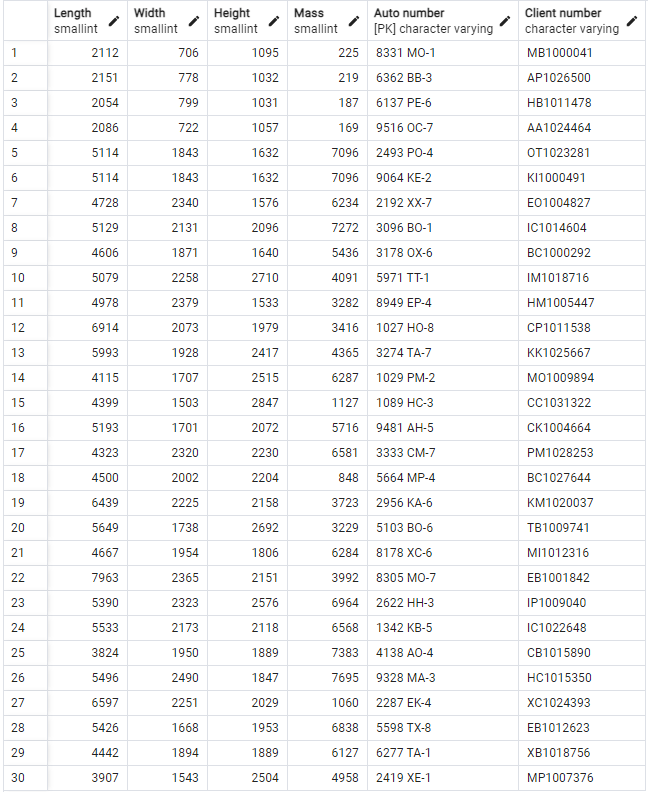 Length Width Height Mass Auto number Client number
smallint smallint smallint smallint [PK] character varying character varying
1 2112 706 1095 225 8331 MO-1 MB1000041
2 2151 778 1032 219 6362 BB-3 AP1026500
3 2054 799 1031 187 6137 PE-6 HB1011478
4 2086 722 1057 169 9516 OC-7 AA1024464
5 5114 1843 1632 7096 2493 PO-4 OT1023281
6 5114 1843 1632 7096 9064 KE-2 KI1000491
7 4728 2340 1576 6234 2192 XX-7 EO1004827
8 5129 2131 2096 7272 3096 BO-1 IC1014604
9 4606 1871 1640 5436 3178 OX-6 BC1000292
10 5079 2258 2710 4091 5971 TT-1 IM1018716
11 4978 2379 1533 3282 8949 EP-4 HM1005447
12 6914 2073 1979 3416 1027 HO-8 CP1011538
13 5993 1928 2417 4365 3274 TA-7 KK1025667
14 4115 1707 2515 6287 1029 PM-2 MO1009894
15 4399 1503 2847 1127 1089 HC-3 CC1031322
16 5193 1701 2072 5716 9481 AH-5 CK1004664
17 4323 2320 2230 6581 3333 CM-7 PM1028253
18 4500 2002 2204 848 5664 MP-4 BC1027644
19 6439 2225 2158 3723 2956 KA-6 KM1020037
20 5649 1738 2692 3229 5103 BO-6 TB1009741
21 4667 1954 1806 6284 8178 XC-6 MI1012316
22 7963 2365 2151 3992 8305 MO-7 EB1001842
23 5390 2323 2576 6964 2622 HH-3 IP1009040
24 5533 2173 2118 6568 1342 KB-5 IC1022648
25 3824 1950 1889 7383 4138 AO-4 CB1015890
26 5496 2490 1847 7695 9328 MA-3 HC1015350
27 6597 2251 2029 1060 2287 EK-4 XC1024393
28 5426 1668 1953 6838 5598 TX-8 EB1012623
29 4442 1894 1889 6127 6277 TA-1 XB1018756
30 3907 1543 2504 4958 2419 XE-1 MP1007376